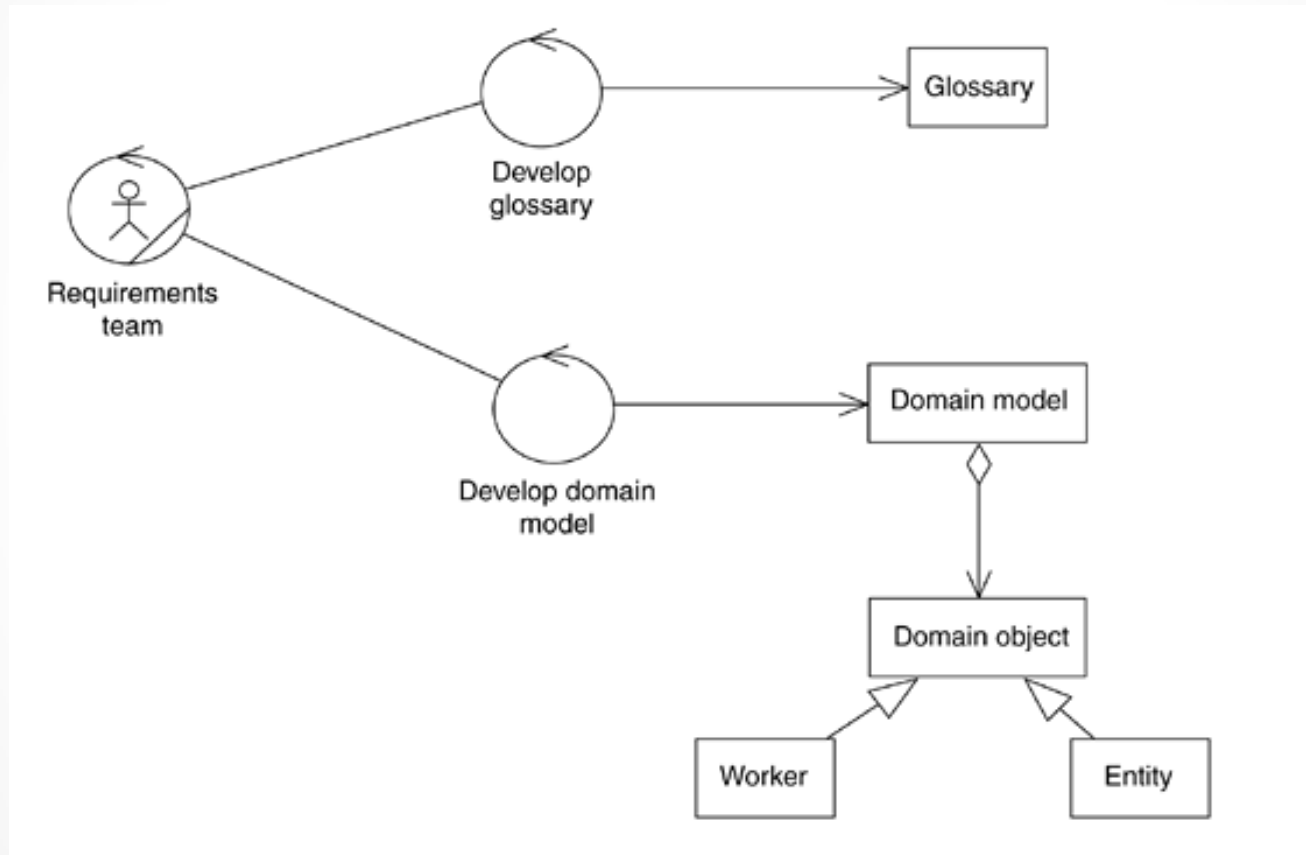 Glossary
Develop
glossary
Requirements
team
Domain model
Develop domain
model
Domain object
Worker
Entity